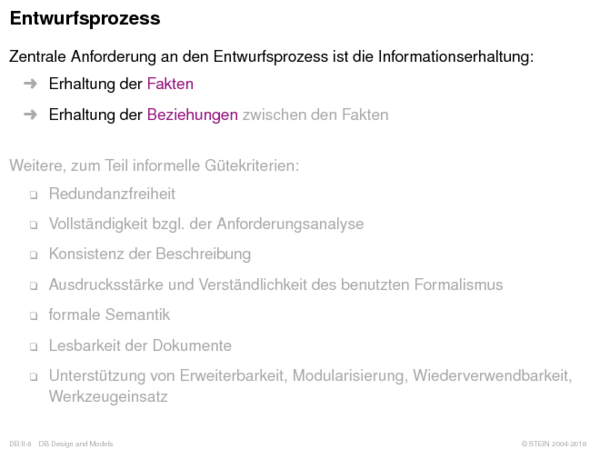 Entwurfsprozess
Zentrale Anforderung an den Entwurfsprozess ist die Informationserhaltung:
➜ Erhaltung der Fakten
➜ Erhaltung der Beziehungen zwischen den Fakten
Weitere, zum Teil informelle Gütekriterien:
❑ Redundanzfreiheit
❑ Vollständigkeit bzgl. der Anforderungsanalyse
❑ Konsistenz der Beschreibung
❑ Ausdrucksstärke und Verständlichkeit des benutzten Formalismus
❑ formale Semantik
❑ Lesbarkeit der Dokumente
❑ Unterstützung von Erweiterbarkeit, Modularisierung, Wiederverwendbarkeit,
Werkzeugeinsatz
DB:II-8 DB Design and Models © STEIN 2004-2018